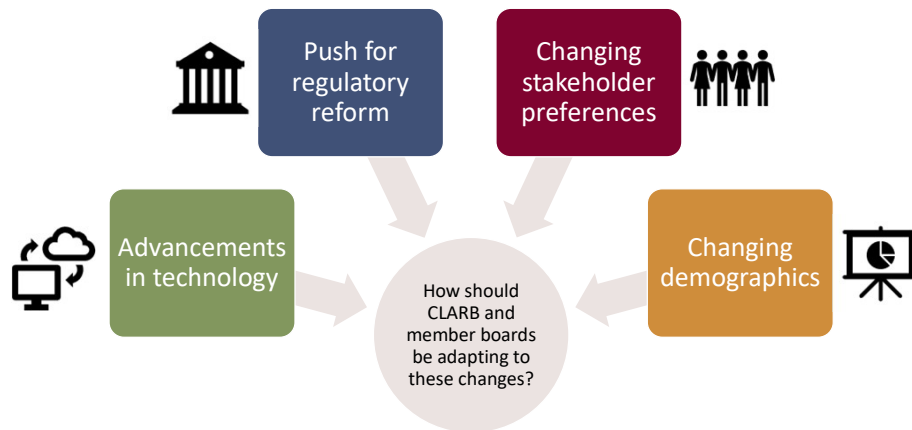 Push for
regulatory
reform
Changing
stakeholder
preferences
Advancements
in technology
Changing
demographics
How should
CLARB and
member boards
be adapting to
these changes?